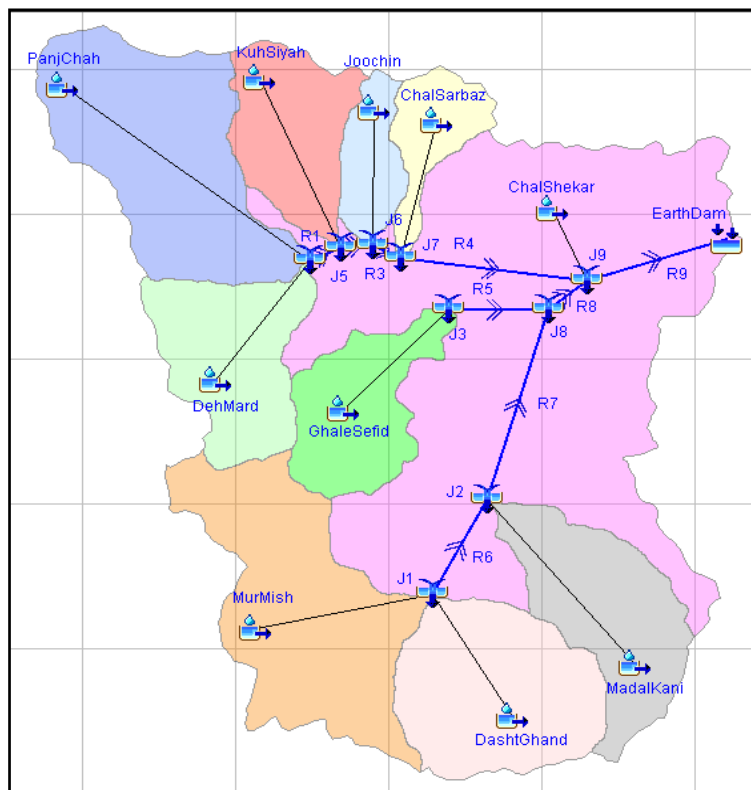 KuhSiyah
PanjChah
Joochin
ChalSarbaz
ChalShekar
EarthDam
J6
R1
R4
J7
J9
J5
R3
R9
R5
R8
J3
J8
DehMard
R7
GhaleSefid
J2
R6
J1
MurMish
MadalKani
DashtGhand